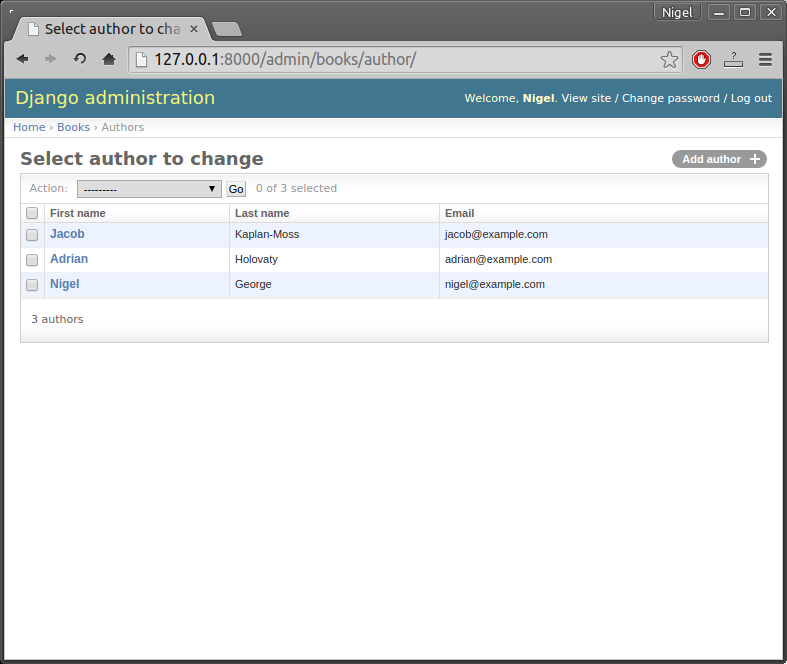 Nigel
Select author to cha
127.0.0.1:8000/admin/books/author/
Django administration
Welcome, Nigel. View site / Change password / Log out
Home › Books › Authors
Select author to change
Add author +
Action: --------- Go 0 of 3 selected
First name Last name Email
Jacob Kaplan-Moss jacob@example.com
Adrian Holovaty adrian@example.com
Nigel George nigel@example.com
3 authors